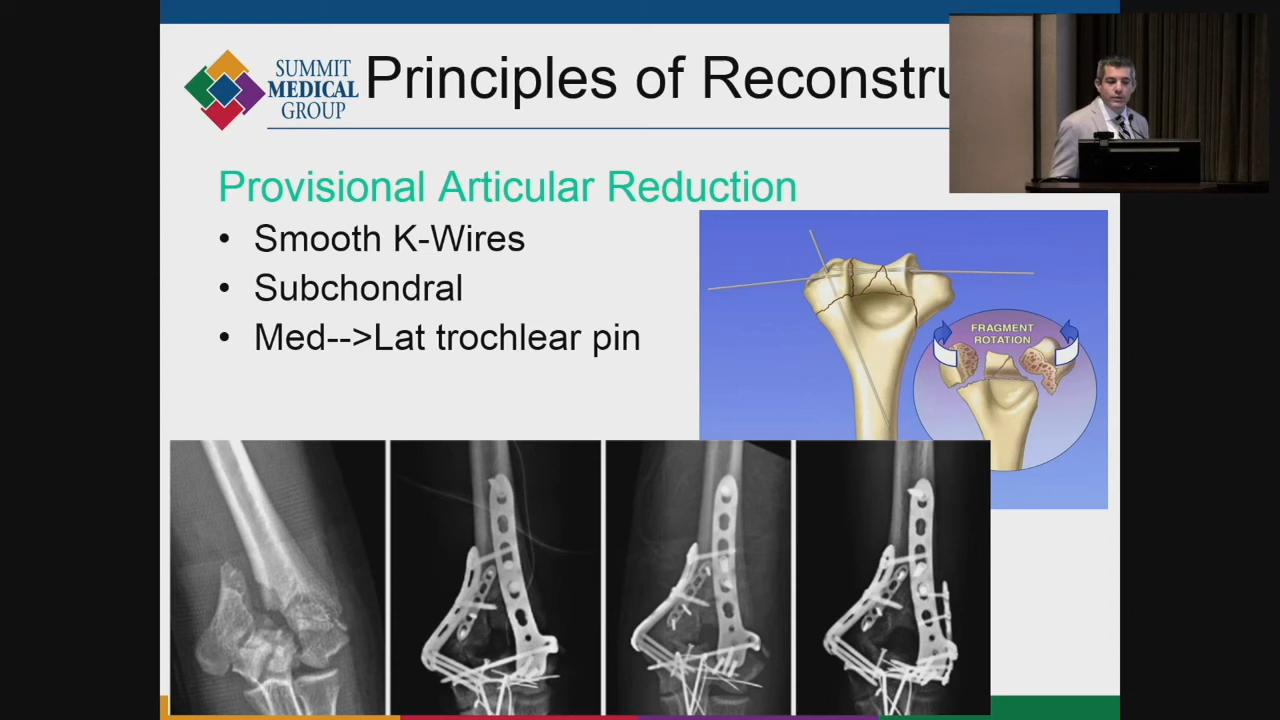 SUMMIT
MEDICAL
GROUP
Principles of Reconstru
Provisional Articular Reduction
• Smooth K-Wires
• Subchondral
• Med-->Lat trochlear pin
FRAGMENT
ROTATION